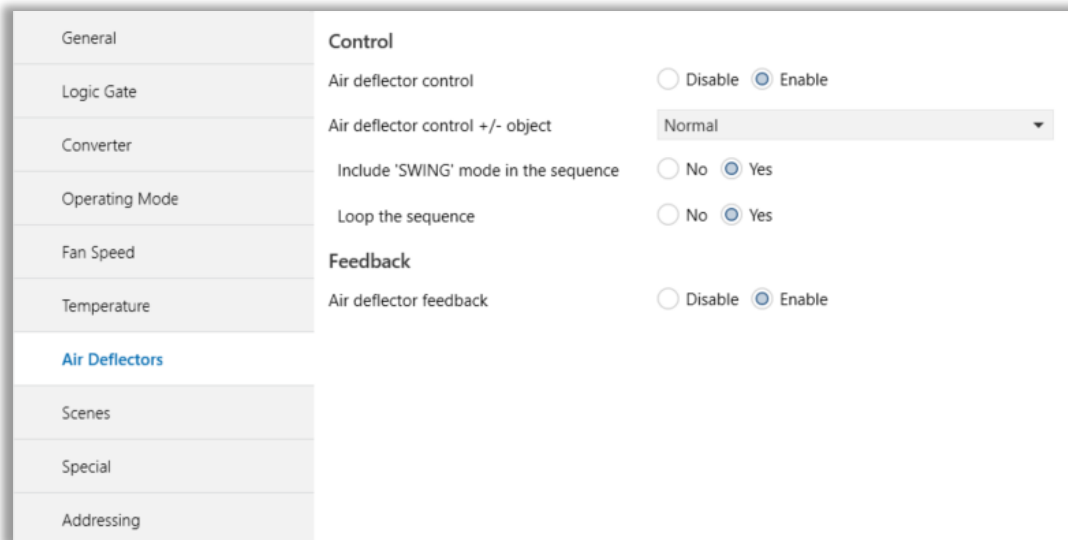 General
Logic Gate
Converter
Operating Mode
Fan Speed
Temperature
Air Deflectors
Scenes
Special
Addressing
Control
Air deflector control Disable Enable
Air deflector control +/- object Normal
Include 'SWING' mode in the sequence No Yes
Loop the sequence No Yes
Feedback
Air deflector feedback Disable Enable